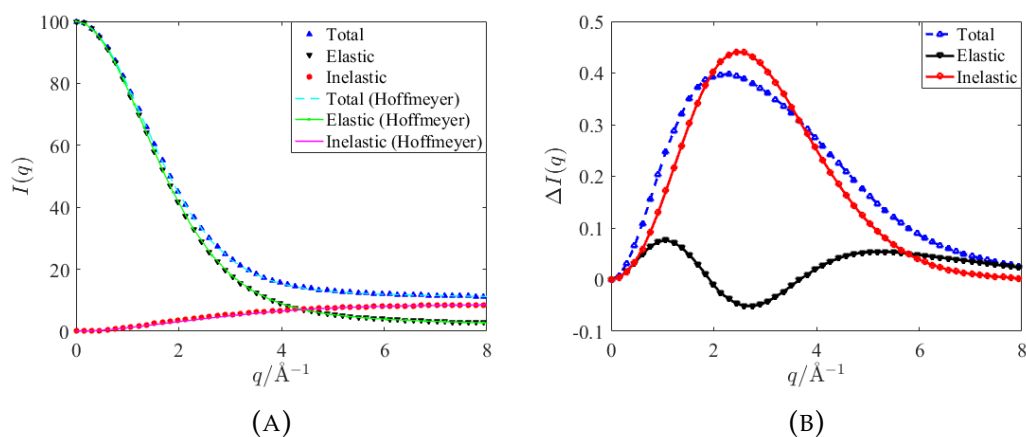 100
80
60
40
20
0
I(q)
0 2 4 6 8
q/Å⁻¹
Total
Elastic
Inelastic
Total (Hoffmeyer)
Elastic (Hoffmeyer)
Inelastic (Hoffmeyer)
(A)
0.5
0.4
0.3
0.2
0.1
0
-0.1
ΔI(q)
0 2 4 6 8
q/Å⁻¹
Total
Elastic
Inelastic
(B)